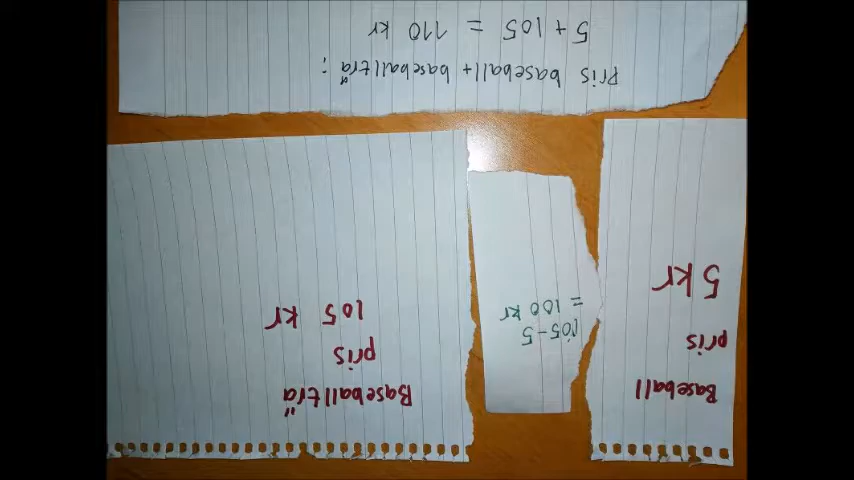 Baseball
pris
5 kr
105-5
= 100 kr
Baseballträ
pris
105 kr
Pris baseball + baseballträ:
5 + 105 = 110 kr